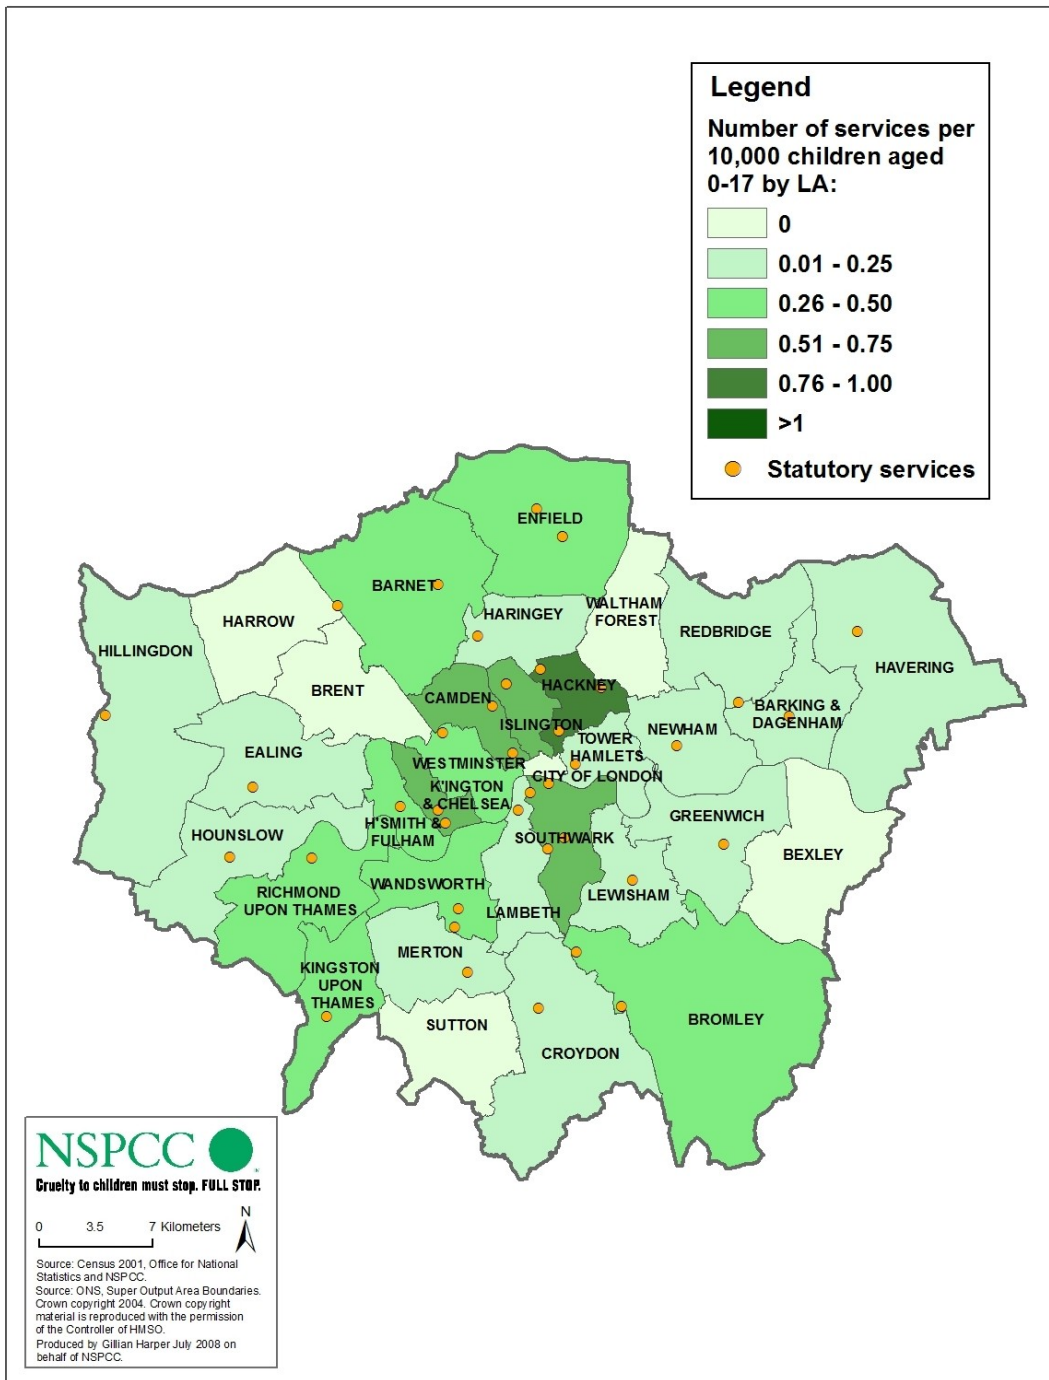 Legend
Number of services per
10,000 children aged
0-17 by LA:
0
0.01 - 0.25
0.26 - 0.50
0.51 - 0.75
0.76 - 1.00
>1
Statutory services
ENFIELD
BARNET
HARROW
HARINGEY
WALTHAM
FOREST
REDBRIDGE
HILLINGDON
HAVERING
BRENT
CAMDEN
HACKNEY
ISLINGTON
BARKING &
DAGENHAM
NEWHAM
TOWER
HAMLETS
EALING
WESTMINSTER
CITY OF LONDON
K'INGTON
& CHELSEA
H'SMITH &
FULHAM
HOUNSLOW
SOUTHWARK
GREENWICH
BEXLEY
RICHMOND
UPON THAMES
WANDSWORTH
LAMBETH
LEWISHAM
MERTON
KINGSTON
UPON
THAMES
SUTTON
CROYDON
BROMLEY
NSPCC
Cruelty to children must stop. FULL STOP.
N
0 3.5 7 Kilometers
Source: Census 2001, Office for National
Statistics and NSPCC.
Source: ONS, Super Output Area Boundaries.
Crown copyright 2004. Crown copyright
material is reproduced with the permission
of the Controller of HMSO.
Produced by Gillian Harper July 2008 on
behalf of NSPCC.